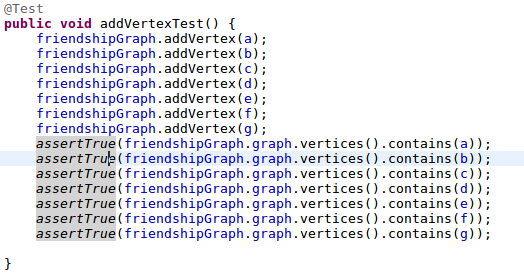 @Test
public void addVertexTest() {
    friendshipGraph.addVertex(a);
    friendshipGraph.addVertex(b);
    friendshipGraph.addVertex(c);
    friendshipGraph.addVertex(d);
    friendshipGraph.addVertex(e);
    friendshipGraph.addVertex(f);
    friendshipGraph.addVertex(g);
    assertTrue(friendshipGraph.graph.vertices().contains(a));
    assertTrue(friendshipGraph.graph.vertices().contains(b));
    assertTrue(friendshipGraph.graph.vertices().contains(c));
    assertTrue(friendshipGraph.graph.vertices().contains(d));
    assertTrue(friendshipGraph.graph.vertices().contains(e));
    assertTrue(friendshipGraph.graph.vertices().contains(f));
    assertTrue(friendshipGraph.graph.vertices().contains(g));
}